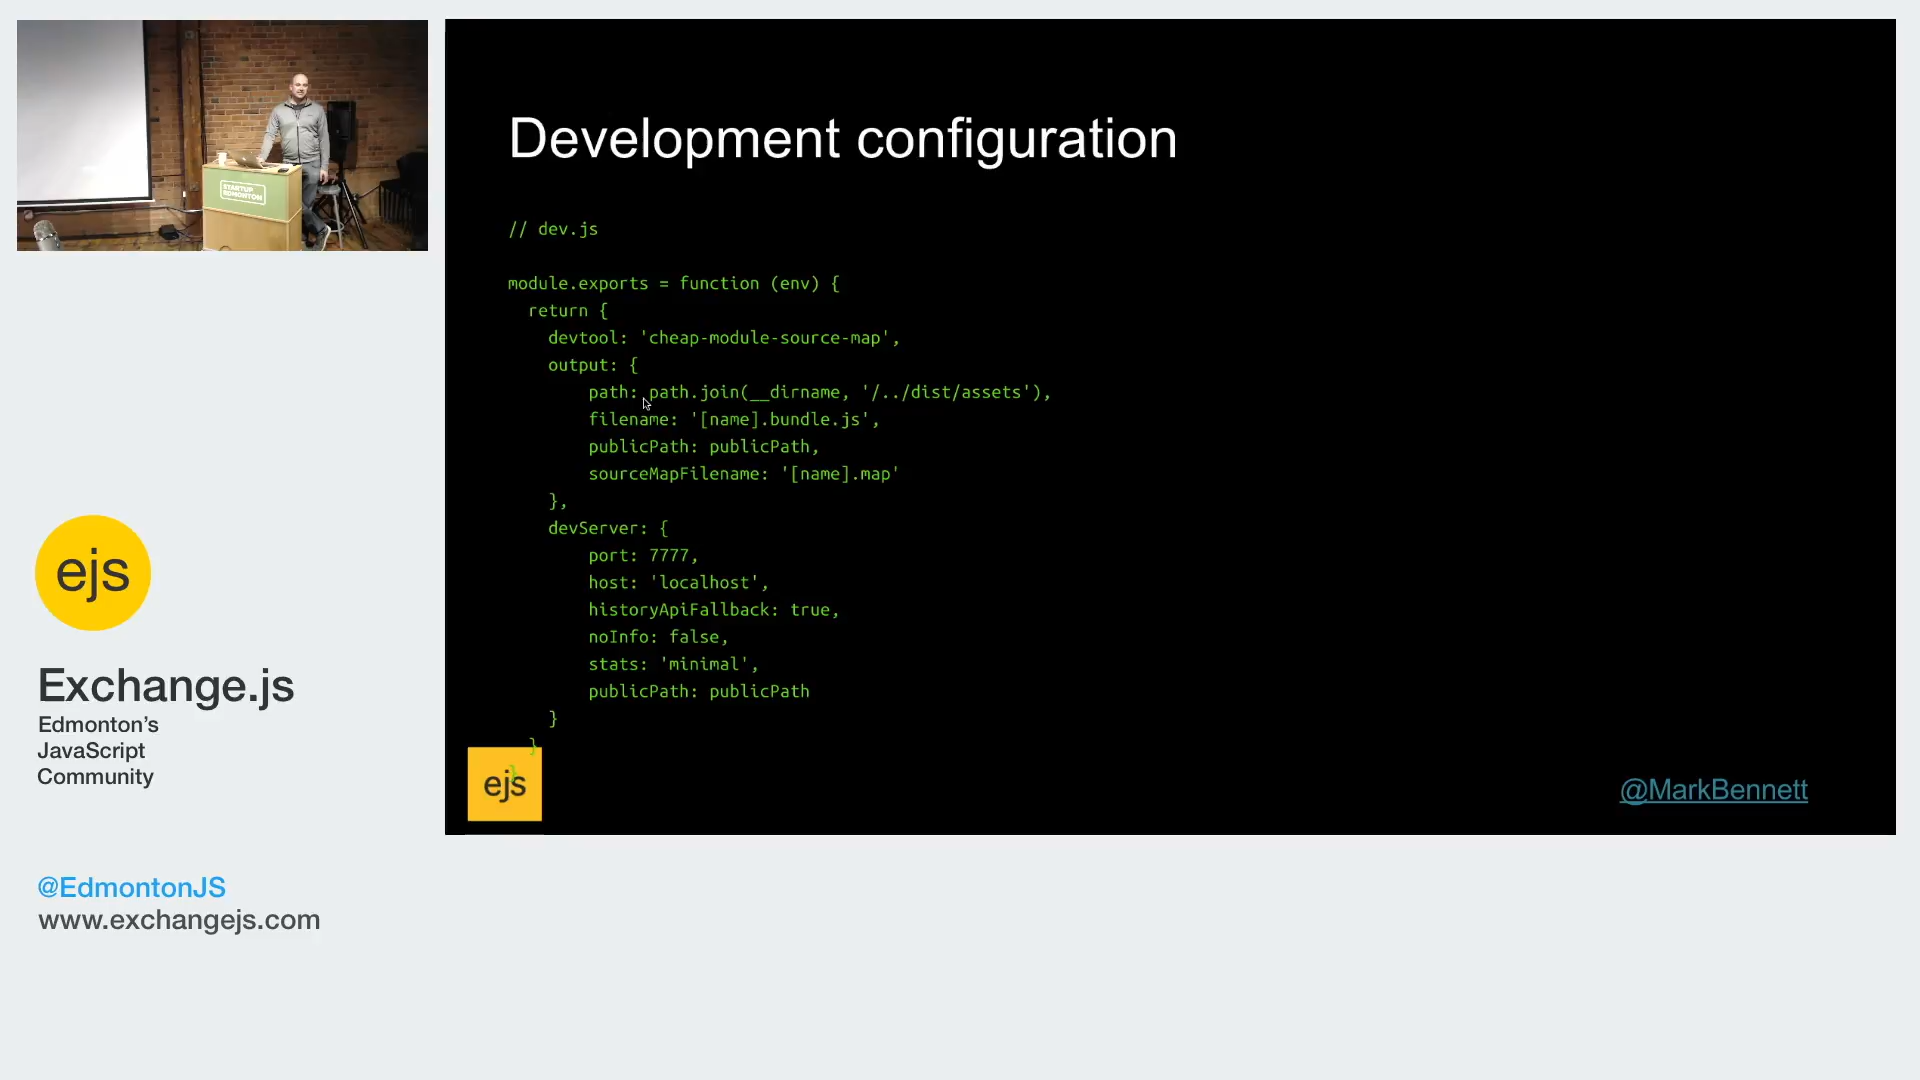 STARTUP
EDMONTON
Development configuration
// dev.js
module.exports = function (env) {
return {
devtool: 'cheap-module-source-map',
output: {
path: path.join(__dirname, '/../dist/assets'),
filename: '[name].bundle.js',
publicPath: publicPath,
sourceMapFilename: '[name].map'
},
devServer: {
port: 7777,
host: 'localhost',
historyApiFallback: true,
noInfo: false,
stats: 'minimal',
publicPath: publicPath
}
}
}
ejs
@MarkBennett
ejs
Exchange.js
Edmonton’s
JavaScript
Community
@EdmontonJS
www.exchangejs.com